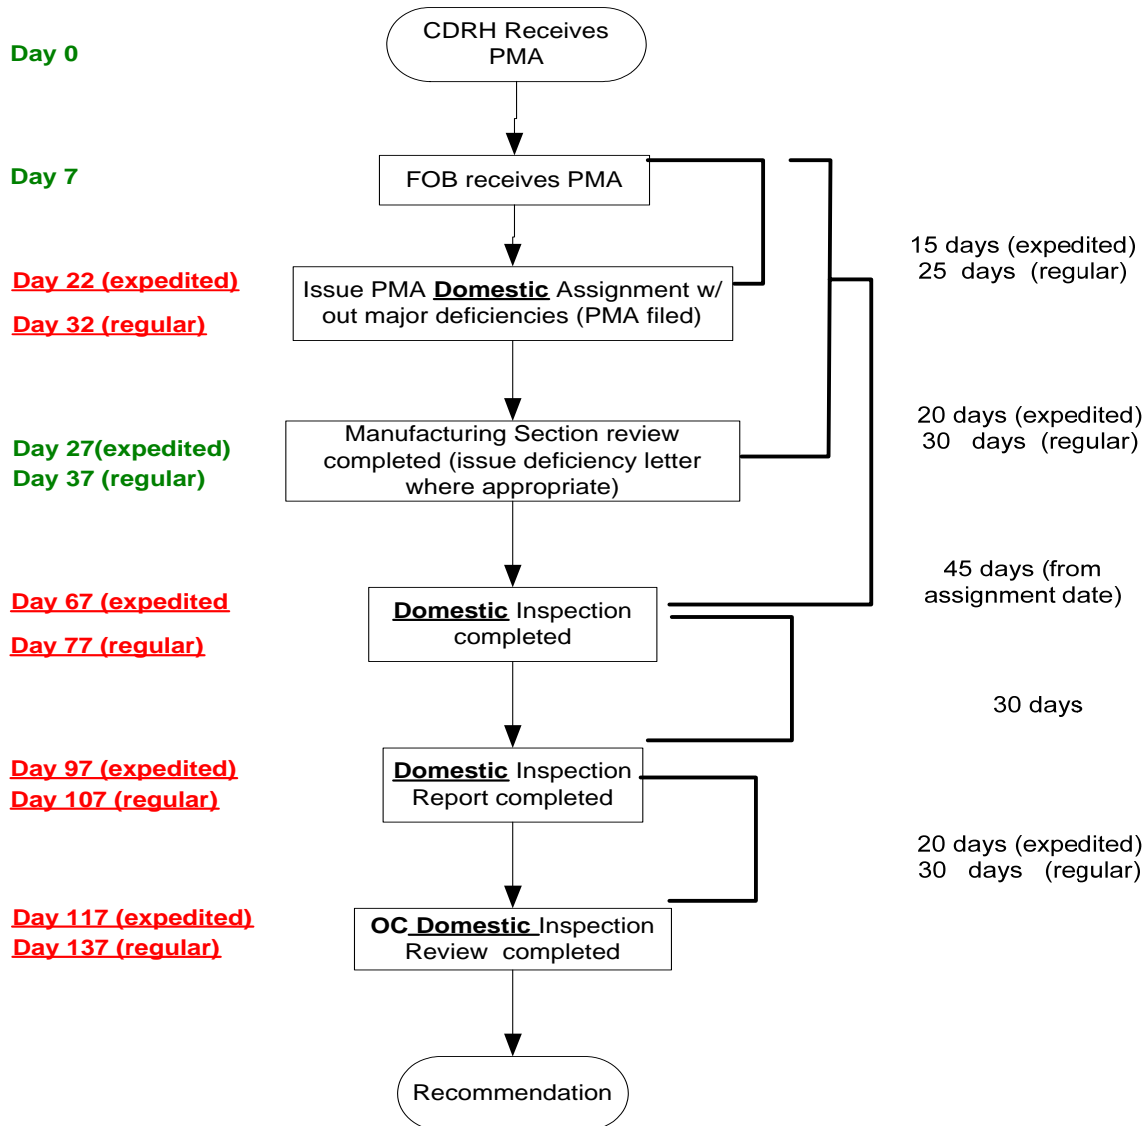 Day 0
CDRH Receives
PMA
Day 7
FOB receives PMA
15 days (expedited)
25 days (regular)
Day 22 (expedited)
Day 32 (regular)
Issue PMA Domestic Assignment w/
out major deficiencies (PMA filed)
20 days (expedited)
30 days (regular)
Day 27(expedited)
Day 37 (regular)
Manufacturing Section review
completed (issue deficiency letter
where appropriate)
45 days (from
assignment date)
Day 67 (expedited
Day 77 (regular)
Domestic Inspection
completed
30 days
Day 97 (expedited)
Day 107 (regular)
Domestic Inspection
Report completed
20 days (expedited)
30 days (regular)
Day 117 (expedited)
Day 137 (regular)
OC Domestic Inspection
Review completed
Recommendation